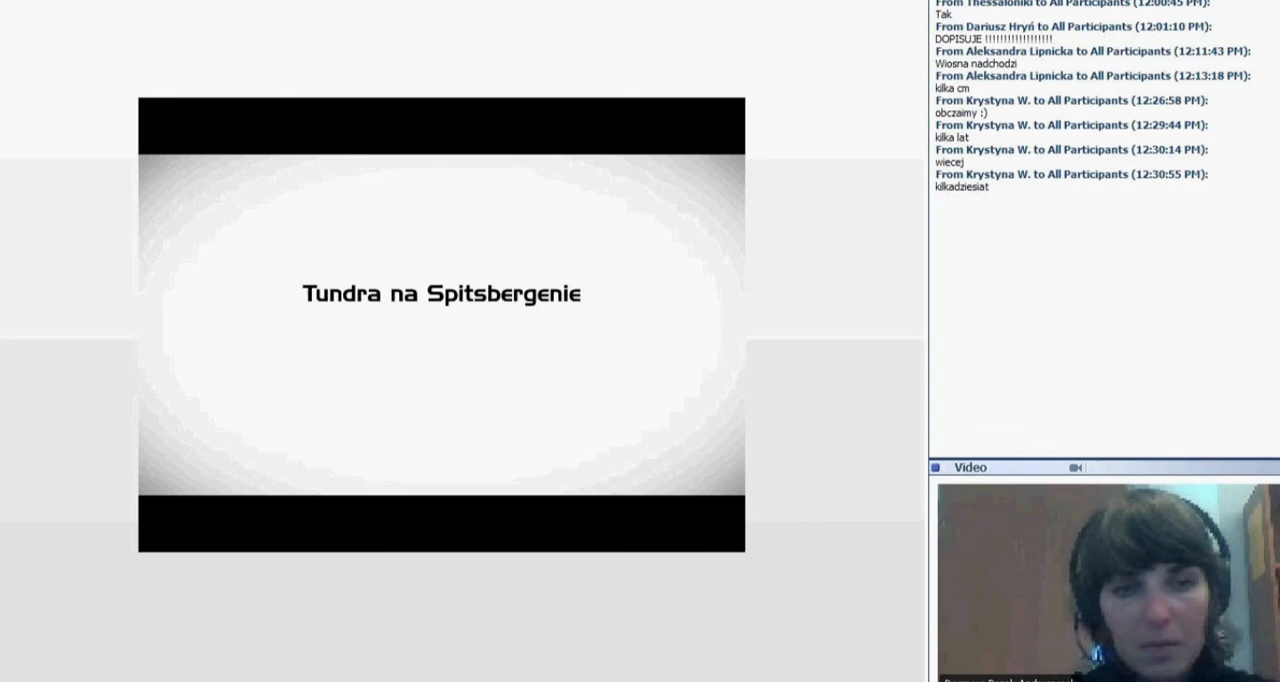 Tundra na Spitsbergenie
From Thessaloniki to All Participants (12:00:45 PM):
Tak
From Dariusz Hryń to All Participants (12:01:10 PM):
DOPISUJE !!!!!!!!!!!!!!!!!!
From Aleksandra Lipnicka to All Participants (12:11:43 PM):
Wiosna nadchodzi
From Aleksandra Lipnicka to All Participants (12:13:18 PM):
kilka cm
From Krystyna W. to All Participants (12:26:58 PM):
obczaimy :)
From Krystyna W. to All Participants (12:29:44 PM):
kilka lat
From Krystyna W. to All Participants (12:30:14 PM):
wiecej
From Krystyna W. to All Participants (12:30:55 PM):
kilkadziesiat
Video